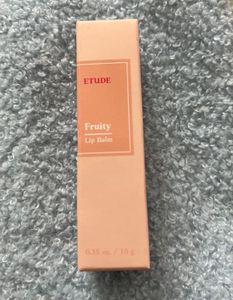 ETUDE
Fruity
Lip Balm
0.35 oz. / 10 g